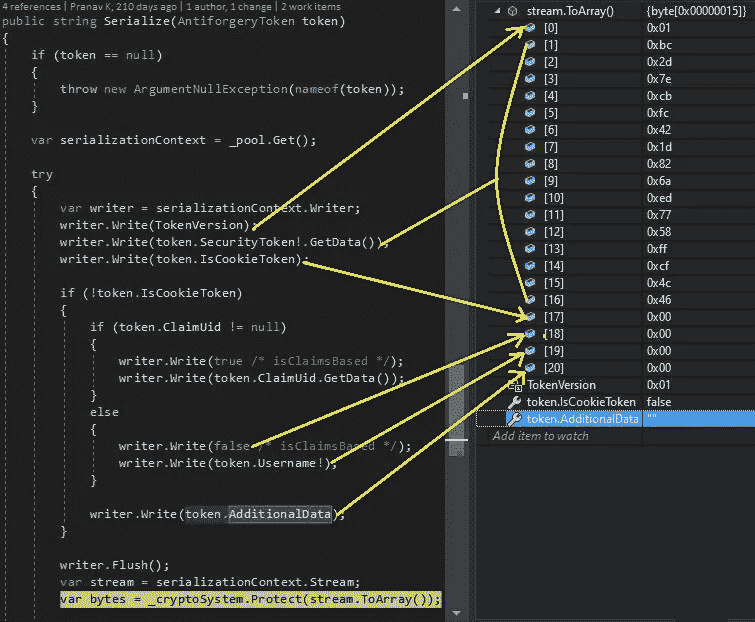 4 references | Pranav K, 210 days ago | 1 author, 1 change | 2 work items
public string Serialize(AntiforgeryToken token)
{
if (token == null)
{
throw new ArgumentNullException(nameof(token));
}
var serializationContext = _pool.Get();
try
{
var writer = serializationContext.Writer;
writer.Write(TokenVersion);
writer.Write(token.SecurityToken!.GetData());
writer.Write(token.IsCookieToken);
if (!token.IsCookieToken)
{
if (token.ClaimUid != null)
{
writer.Write(true /* isClaimsBased */);
writer.Write(token.ClaimUid.GetData());
}
else
{
writer.Write(false /* isClaimsBased */);
writer.Write(token.Username!);
}
writer.Write(token.AdditionalData);
}
writer.Flush();
var stream = serializationContext.Stream;
var bytes = _cryptoSystem.Protect(stream.ToArray());
stream.ToArray() {byte[0x00000015]}
[0] 0x01
[1] 0xbc
[2] 0x2d
[3] 0x7e
[4] 0xcb
[5] 0xfc
[6] 0x42
[7] 0x1d
[8] 0x82
[9] 0x6a
[10] 0xed
[11] 0x77
[12] 0x58
[13] 0xff
[14] 0xcf
[15] 0x4c
[16] 0x46
[17] 0x00
[18] 0x00
[19] 0x00
[20] 0x00
TokenVersion 0x01
token.IsCookieToken false
token.AdditionalData ""
Add item to watch